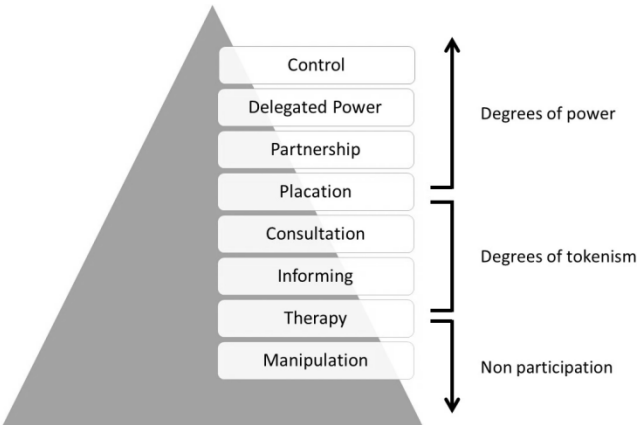 Control
Delegated Power
Partnership
Placation
Consultation
Informing
Therapy
Manipulation
Degrees of power
Degrees of tokenism
Non participation